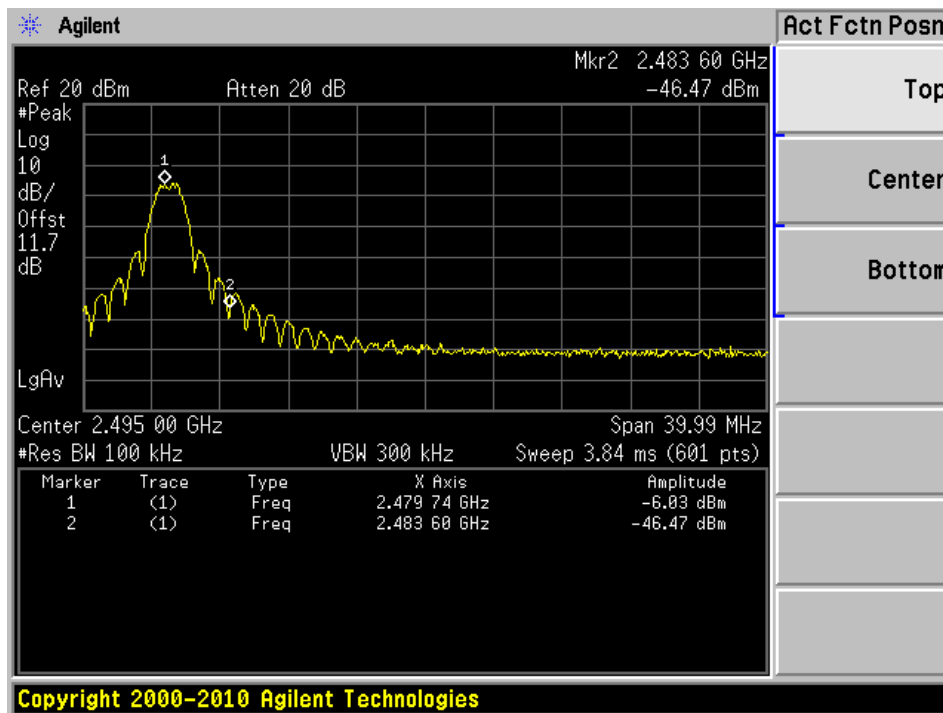 Agilent
Act Fctn Posn
Mkr2 2.483 60 GHz
Ref 20 dBm Atten 20 dB -46.47 dBm
#Peak
Log
10
dB/
Offst
11.7
dB
LgAv
1
2
Center 2.495 00 GHz Span 39.99 MHz
#Res BW 100 kHz VBW 300 kHz Sweep 3.84 ms (601 pts)
Marker Trace Type X Axis Amplitude
1 (1) Freq 2.479 74 GHz -6.03 dBm
2 (1) Freq 2.483 60 GHz -46.47 dBm
Top
Center
Bottom
Copyright 2000-2010 Agilent Technologies